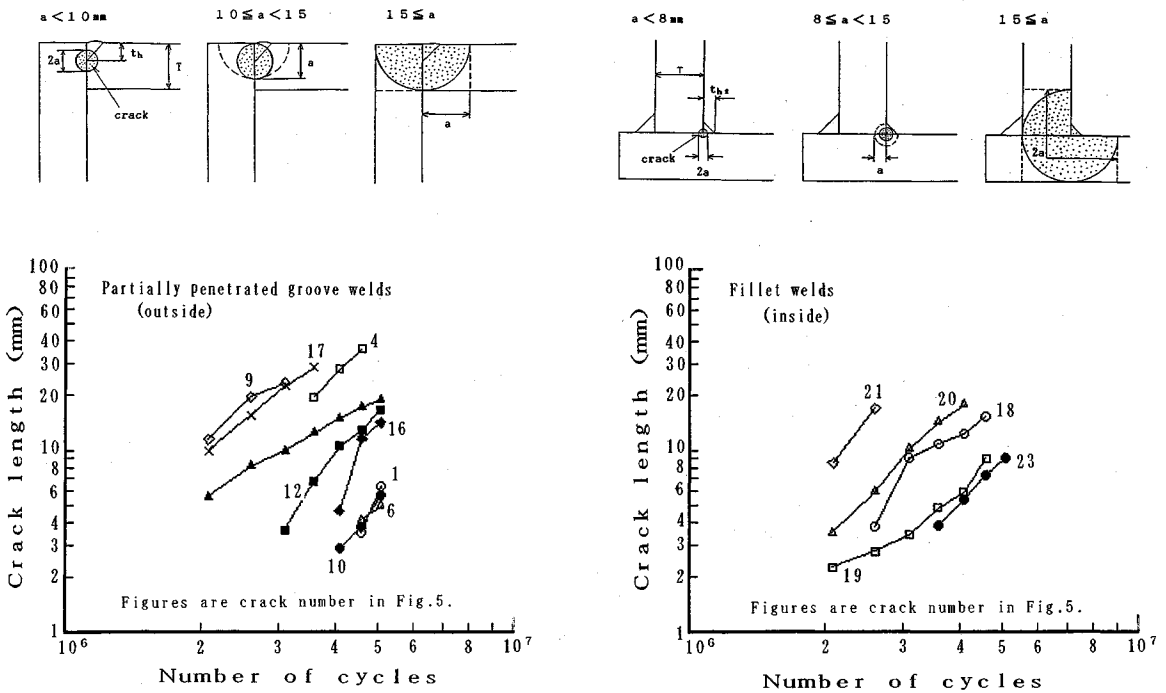 a<10mm 10≦a<15 15≦a
2a
th
T
a
crack
a
a<8mm 8≦a<15 15≦a
T
th*
crack
2a
a
2a
Crack length (mm)
100
80
60
40
30
20
10
8
6
4
3
2
1
Partially penetrated groove welds
(outside)
9
17
4
16
12
1
6
10
Figures are crack number in Fig.5.
10⁶ 2 3 4 5 10⁷
Number of cycles
Crack length (mm)
100
80
60
40
30
20
10
8
6
4
3
2
1
Fillet welds
(inside)
21
20
18
23
19
Figures are crack number in Fig.5.
10⁶ 2 3 4 5 10⁷
Number of cycles